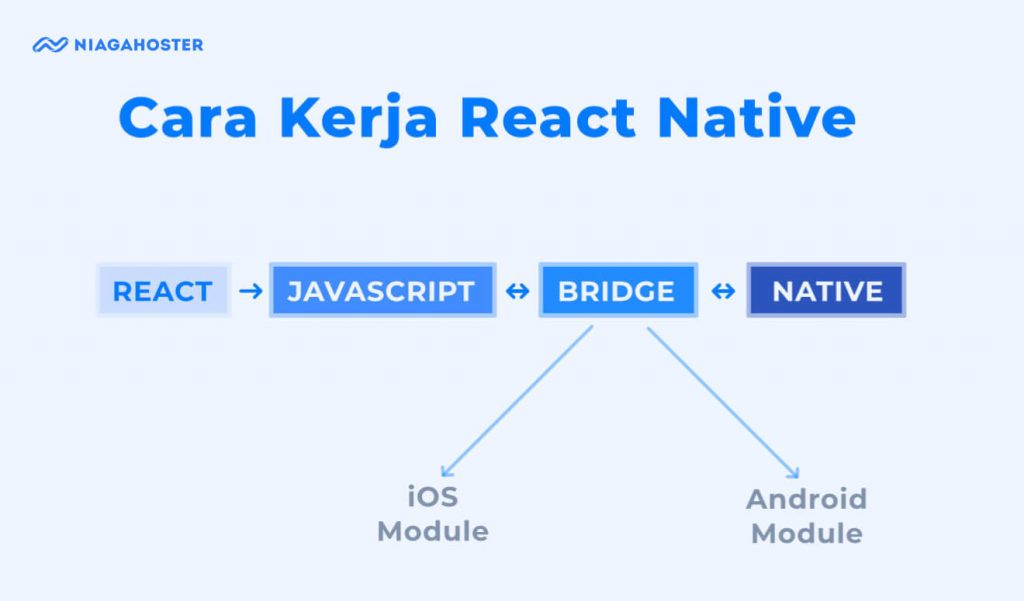 NIAGAHOSTER
Cara Kerja React Native
REACT → JAVASCRIPT ↔ BRIDGE ↔ NATIVE
iOS
Module
Android
Module